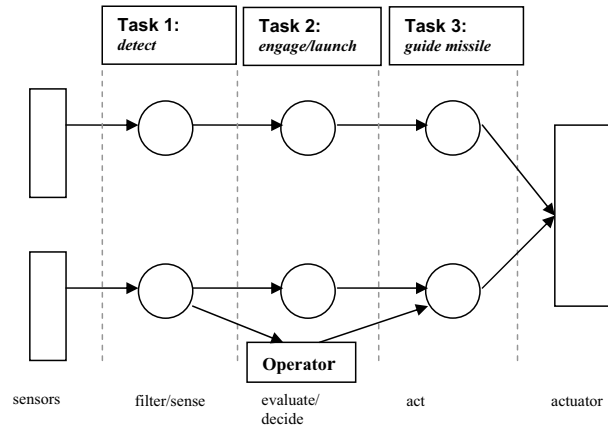 Task 1:
detect
Task 2:
engage/launch
Task 3:
guide missile
Operator
sensors
filter/sense
evaluate/
decide
act
actuator